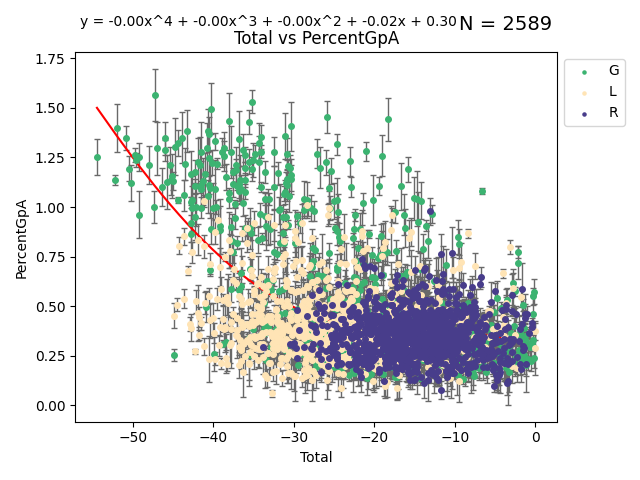 y = -0.00x^4 + -0.00x^3 + -0.00x^2 + -0.02x + 0.30 N = 2589
Total vs PercentGpA
G
L
R
PercentGpA
1.75
1.50
1.25
1.00
0.75
0.50
0.25
0.00
−50 −40 −30 −20 −10 0
Total